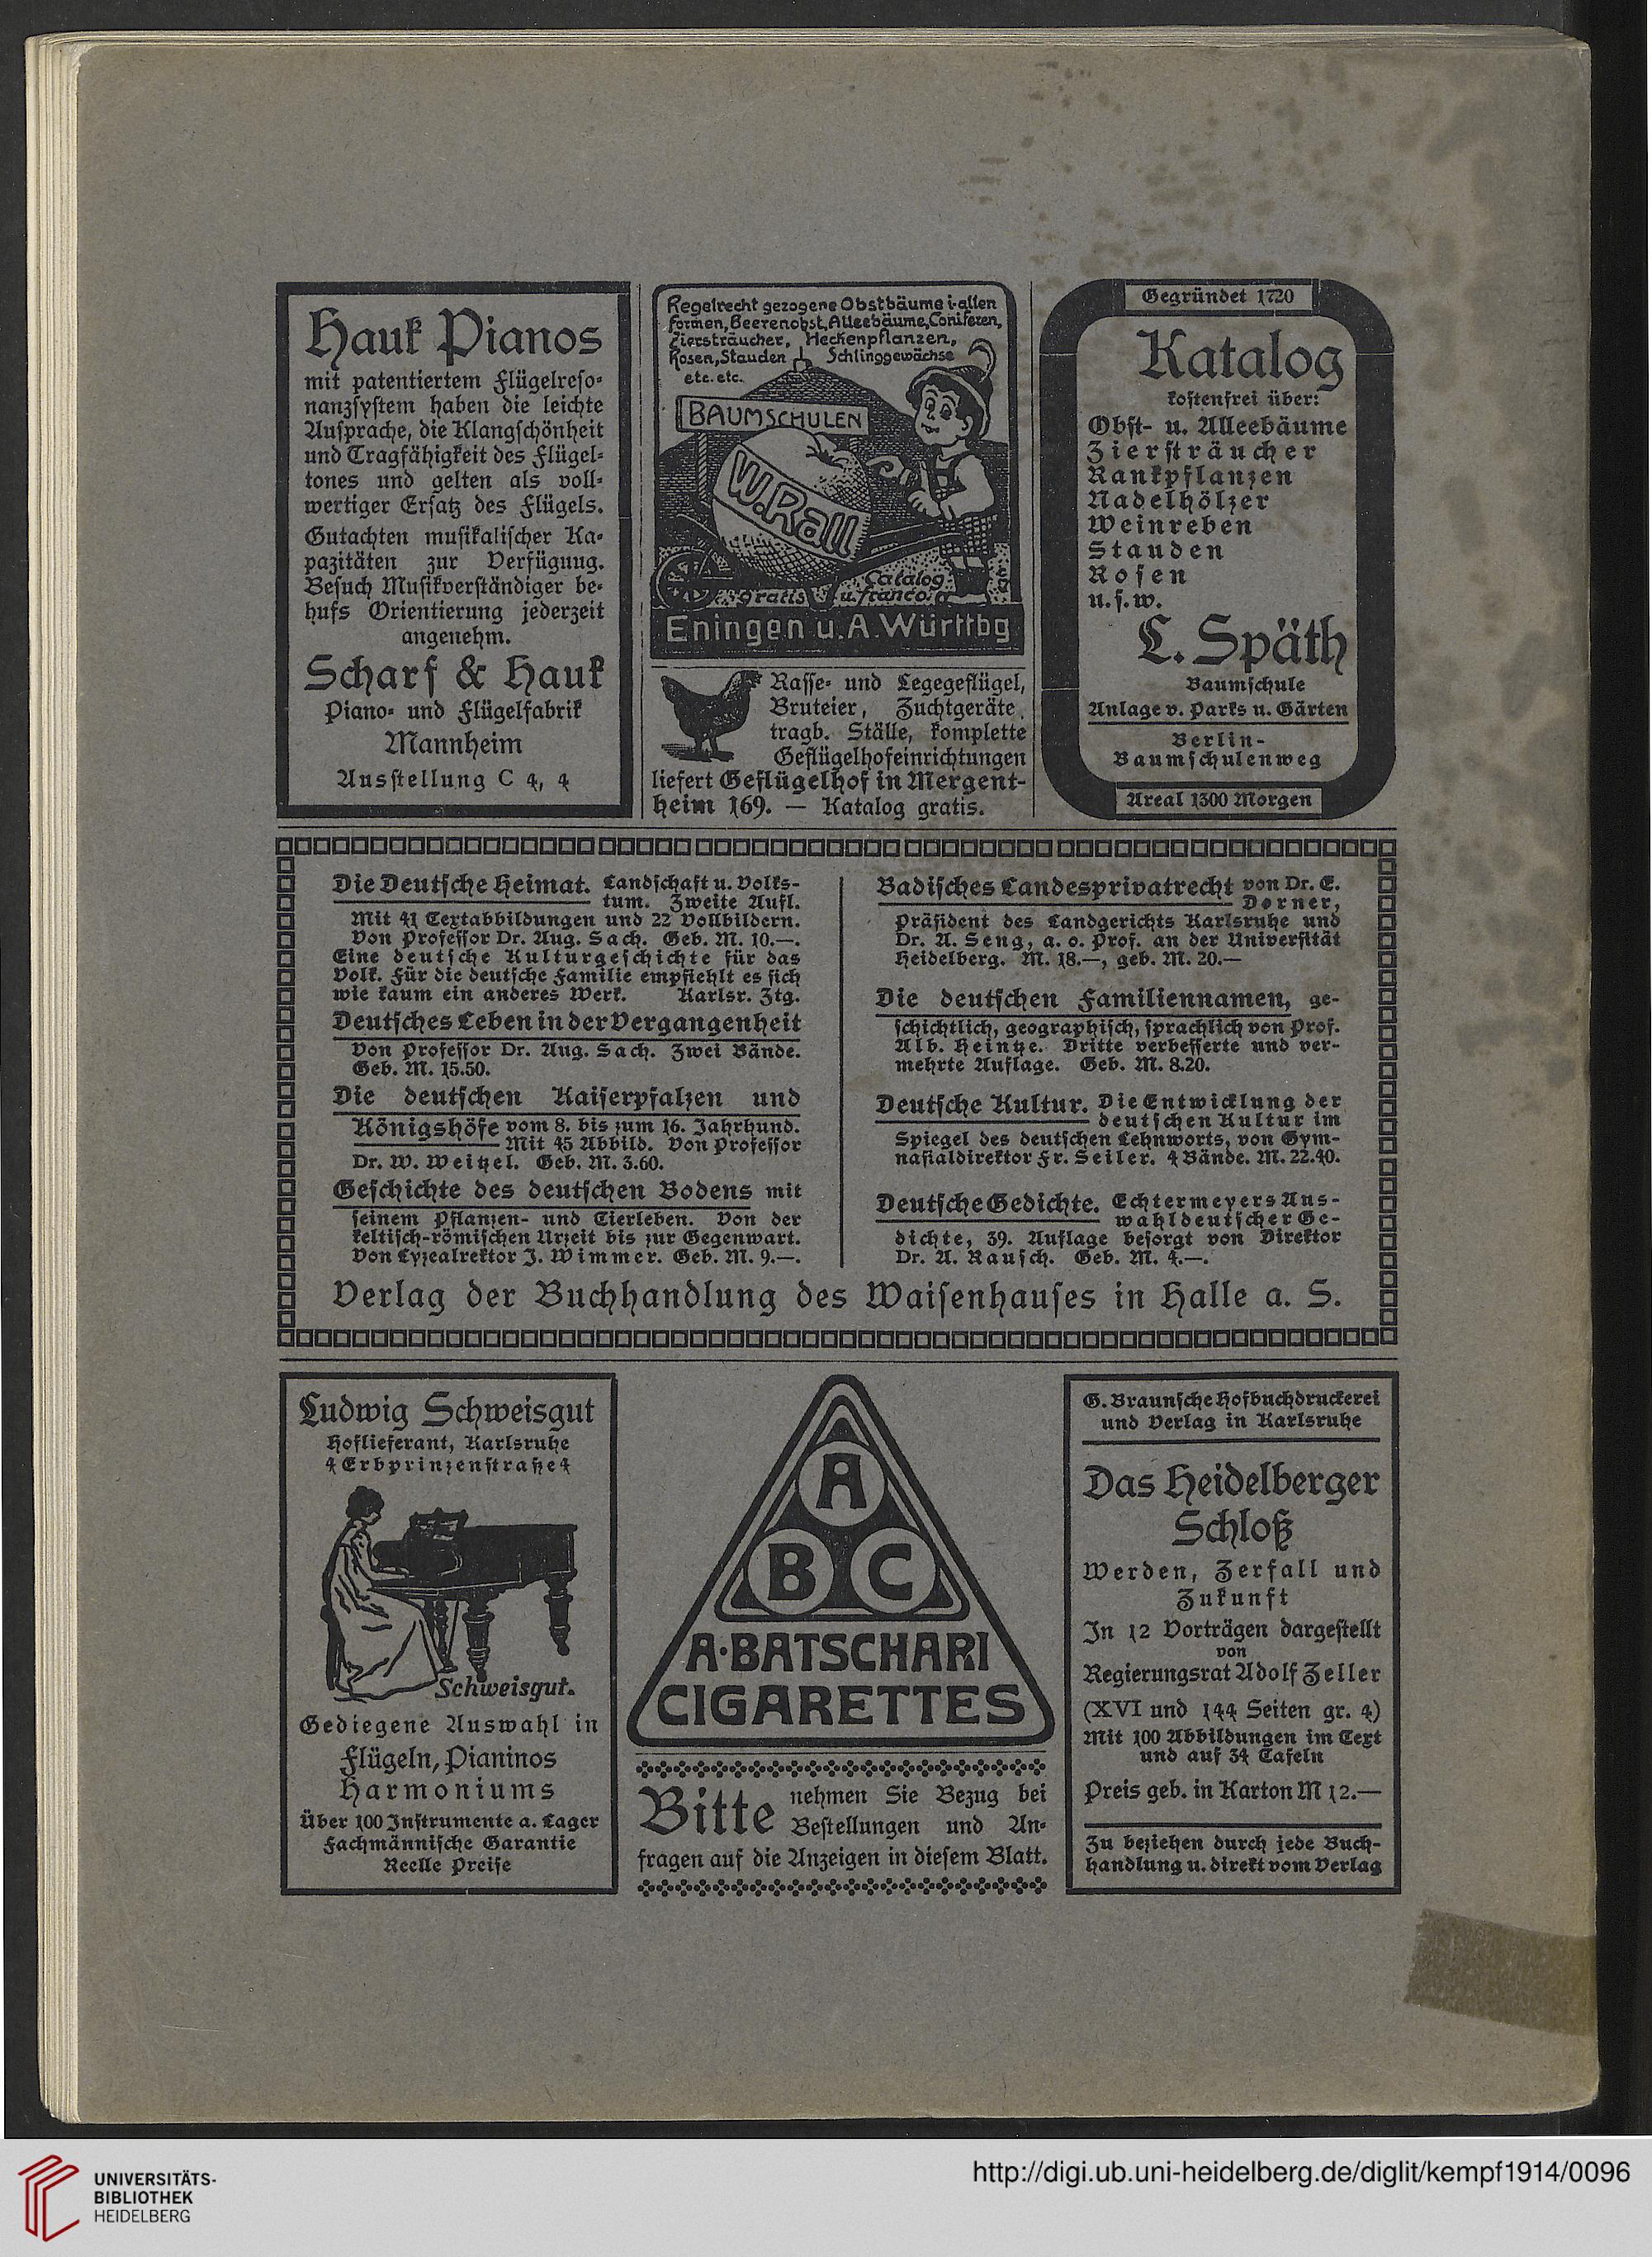 Hauk Pianos
mit patentiertem Flügelreso-
nanzsystem haben die leichte
Ausprache, die Klangschönheit
und Tragfähigkeit des Flügel-
tones und gelten als voll-
wertiger Ersatz des Flügels.
Gutachten musikalischer Ka-
pazitäten zur Verfügung.
Besuch Musikverständiger be-
hufs Orientierung jederzeit
angenehm.
Scharf & Hauk
Piano- und Flügelfabrik
Mannheim
Ausstellung C 4, 4
Regelrecht gezogene Obstbäume i. allen
formen, Beerenobst, Alleebäume, Coniferen,
Ziersträucher, Heckenpflanzen,
Rosen, Stauden Schlinggewächse
etc. etc.
BAUMSCHULEN
W. Rall
Catalog
gratis u. franco.
Eningen u. A. Württbg
Rasse- und Legegeflügel,
Bruteier, Zuchtgeräte,
tragb. Ställe, komplette
Geflügelhofeinrichtungen
liefert Geflügelhof in Mergent-
heim 169. — Katalog gratis.
Gegründet 1720
Katalog
kostenfrei über:
Obst- u. Alleebäume
Ziersträucher
Rankpflanzen
Nadelhölzer
Weinreben
Stauden
Rosen
u. s. w.
L. Späth
Baumschule
Anlage v. Parks u. Gärten
Berlin-
Baumschulenweg
Areal 1300 Morgen
Die Deutsche Heimat. Landschaft u. Volks-
tum. Zweite Aufl.
Mit 41 Textabbildungen und 22 Vollbildern.
Von Professor Dr. Aug. Sach. Geb. M. 10.—.
Eine deutsche Kulturgeschichte für das
Volk. Für die deutsche Familie empfiehlt es sich
wie kaum ein anderes Werk. Karlsr. Ztg.
Deutsches Leben in der Vergangenheit
Von Professor Dr. Aug. Sach. Zwei Bände.
Geb. M. 15.50.
Die deutschen Kaiserpfalzen und
Königshöfe vom 8. bis zum 16. Jahrhund.
Mit 45 Abbild. Von Professor
Dr. W. Weitzel. Geb. M. 3.60.
Geschichte des deutschen Bodens mit
seinem Pflanzen- und Tierleben. Von der
keltisch-römischen Urzeit bis zur Gegenwart.
Von Lyzealrektor J. Wimmer. Geb. M. 9.—.
Badisches Landesprivatrecht von Dr. E.
Dorner,
Präsident des Landgerichts Karlsruhe und
Dr. A. Seng, a. o. Prof. an der Universität
Heidelberg. M. 18.—, geb. M. 20.—
Die deutschen Familiennamen, ge-
schichtlich, geographisch, sprachlich von Prof.
Alb. Heintze. Dritte verbesserte und ver-
mehrte Auflage. Geb. M. 8.20.
Deutsche Kultur. Die Entwicklung der
deutschen Kultur im
Spiegel des deutschen Lehnworts, von Gym-
nasialdirektor Fr. Seiler. 4 Bände. M. 22.40.
Deutsche Gedichte. Echtermeyers Aus-
wahl deutscher Ge-
dichte, 39. Auflage besorgt von Direktor
Dr. A. Rausch. Geb. M. 4.—.
Verlag der Buchhandlung des Waisenhauses in Halle a. S.
Ludwig Schweisgut
Hoflieferant, Karlsruhe
4 Erbprinzenstraße 4
Schweisgut.
Gediegene Auswahl in
Flügeln, Pianinos
Harmoniums
Über 100 Instrumente a. Lager
Fachmännische Garantie
Reelle Preise
A
B C
A·BATSCHARI
CIGARETTES
Bitte nehmen Sie Bezug bei
Bestellungen und An-
fragen auf die Anzeigen in diesem Blatt.
G. Braunsche Hofbuchdruckerei
und Verlag in Karlsruhe
Das Heidelberger
Schloß
Werden, Zerfall und
Zukunft
In 12 Vorträgen dargestellt
von
Regierungsrat Adolf Zeller
(XVI und 144 Seiten gr. 4)
Mit 100 Abbildungen im Text
und auf 34 Tafeln
Preis geb. in Karton M 12.—
Zu beziehen durch jede Buch-
handlung u. direkt vom Verlag
UNIVERSITÄTS-
BIBLIOTHEK
HEIDELBERG
http://digi.ub.uni-heidelberg.de/diglit/kempf1914/0096